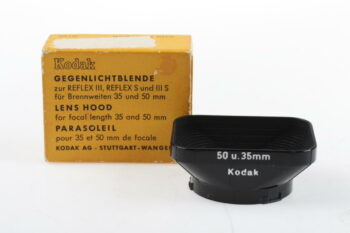 Kodak
GEGENLICHTBLENDE
zur REFLEX III, REFLEX S und III S
für Brennweiten 35 und 50 mm
LENS HOOD
for focal length 35 and 50 mm
PARASOLEIL
pour 35 et 50 mm de focale
KODAK AG - STUTTGART-WANGEN
50 u. 35mm
Kodak